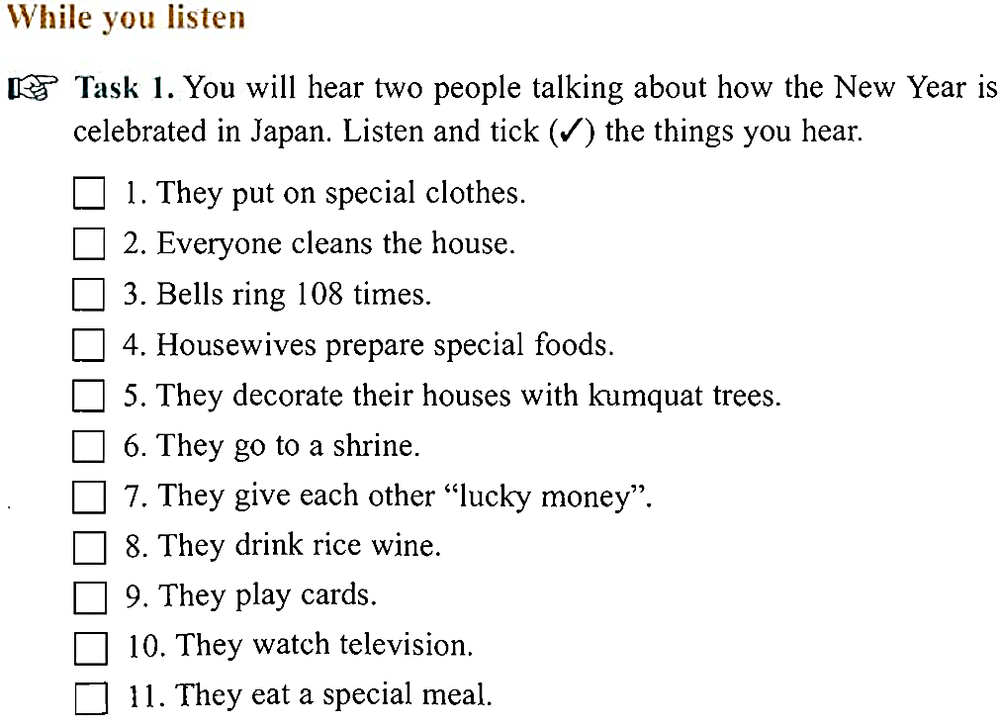 While you listen
Task 1. You will hear two people talking about how the New Year is
celebrated in Japan. Listen and tick (✓) the things you hear.
1. They put on special clothes.
2. Everyone cleans the house.
3. Bells ring 108 times.
4. Housewives prepare special foods.
5. They decorate their houses with kumquat trees.
6. They go to a shrine.
7. They give each other “lucky money”.
8. They drink rice wine.
9. They play cards.
10. They watch television.
11. They eat a special meal.